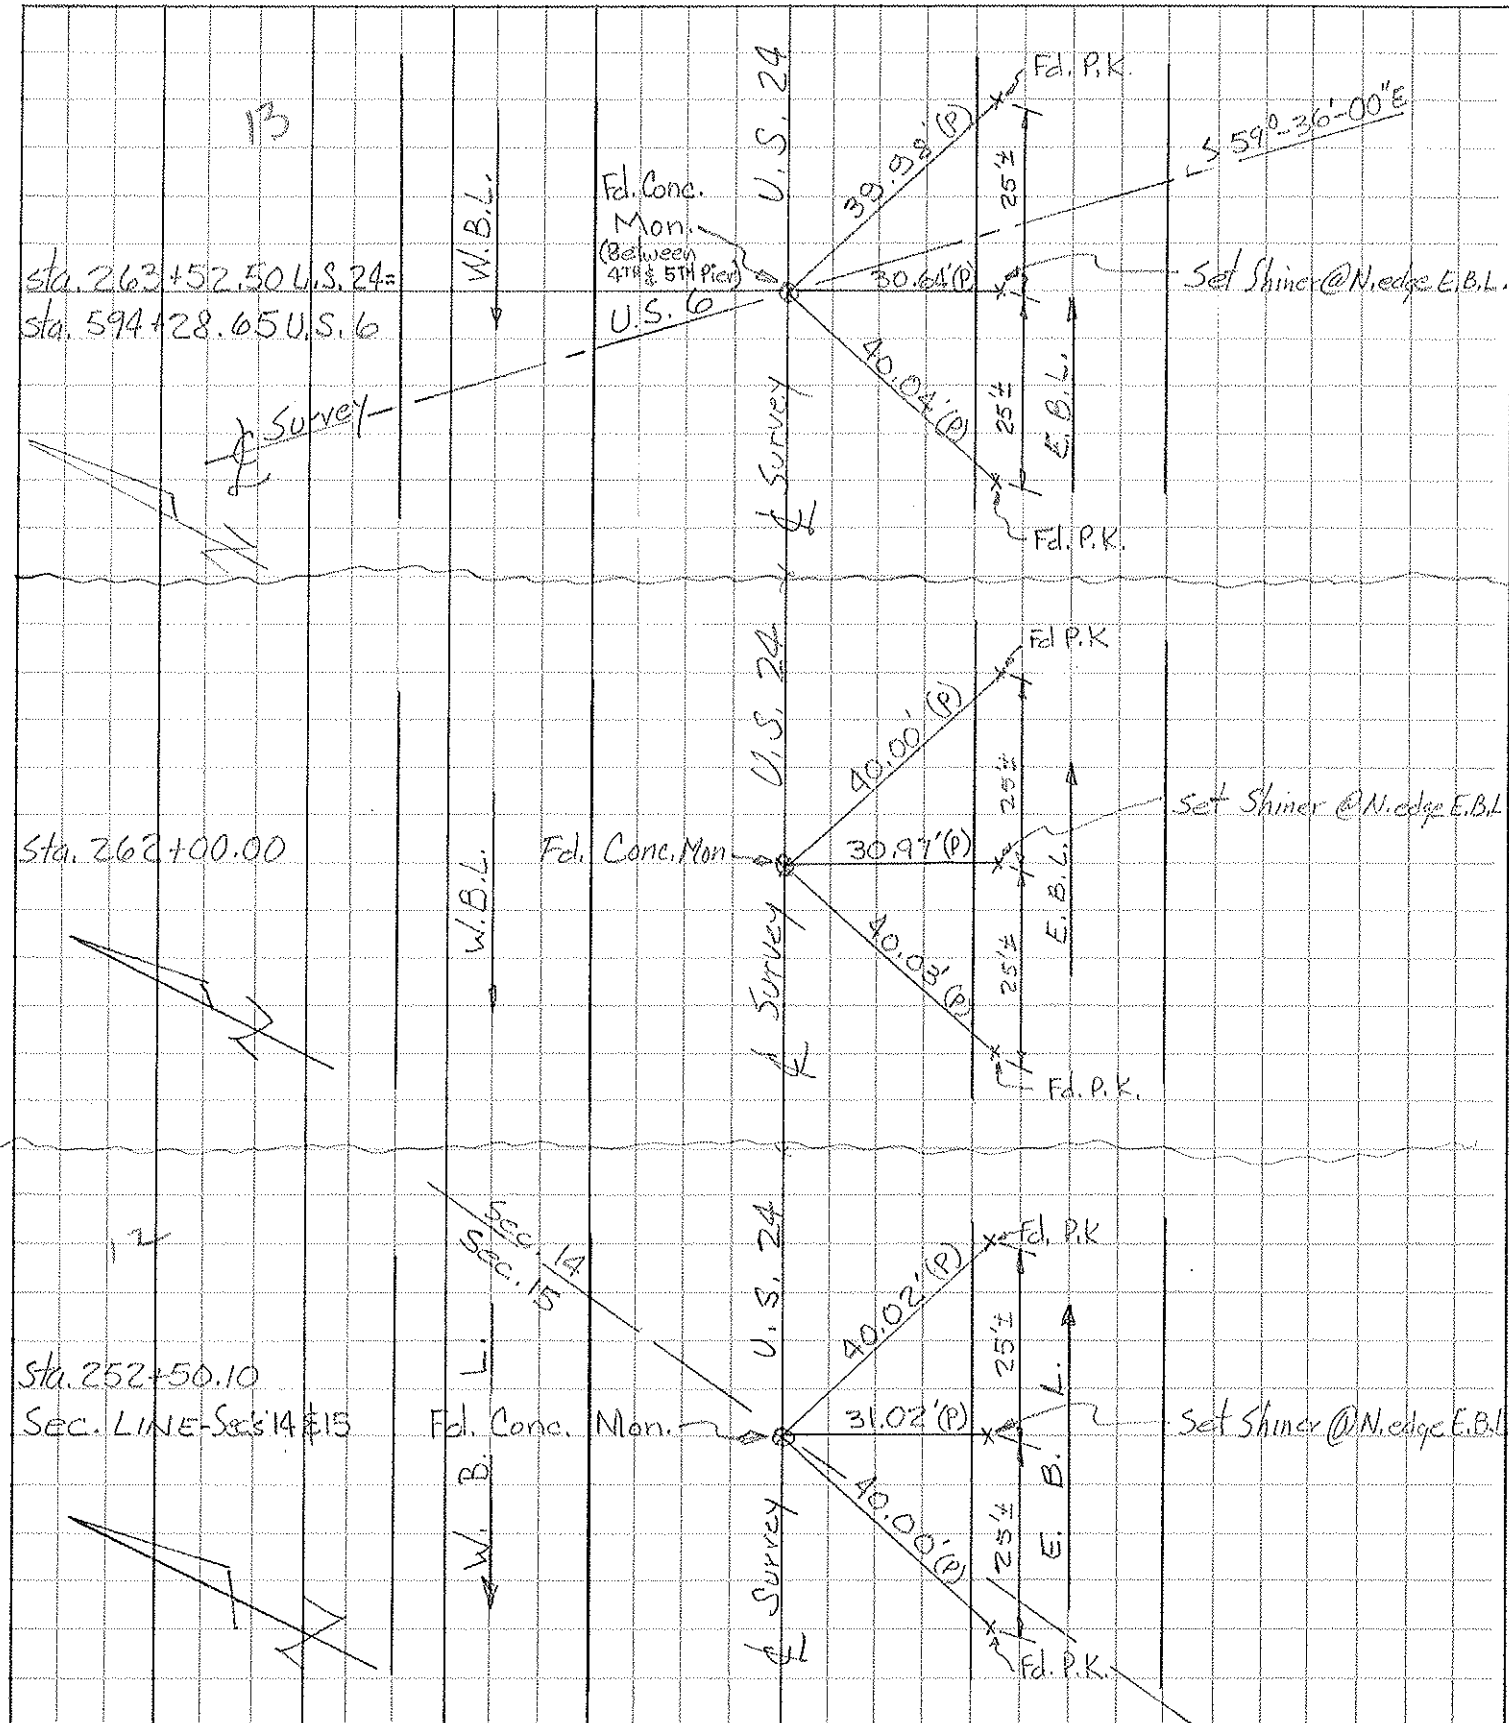 13
W.B.L.
U.S. 24
Fd. P.K.
39.98' (P)
25'±
S 59°-36'-00"E
Fd. Conc.
Mon.
(Between
4TH & 5TH Pier)
sta. 263+52.50 U.S. 24=
sta. 594+28.65 U.S. 6
U.S. 6
30.64'(P)
Set Shiner @ N. edge E.B.L.
40.04' (P)
25'±
E.B.L.
℄ Survey
℄ Survey
N
Fd. P.K.
U.S. 24
Fd P.K
40.00' (P)
25'±
Set Shiner @ N. edge E.B.L
sta. 262+00.00
W.B.L.
Fd. Conc. Mon
30.97'(P)
E.B.L.
40.03' (P)
25'±
℄ Survey
N
Fd. P.K.
12
Sec. 14
Sec. 15
U.S. 24
Fd. P.K
40.02' (P)
25'±
sta. 252+50.10
Sec. LINE-Sec's 14 & 15
W. B. L.
Fd. Conc. Mon.
31.02'(P)
Set Shiner @ N. edge E.B.L
E. B. L.
40.00' (P)
25'±
℄ Survey
N
Fd. P.K.